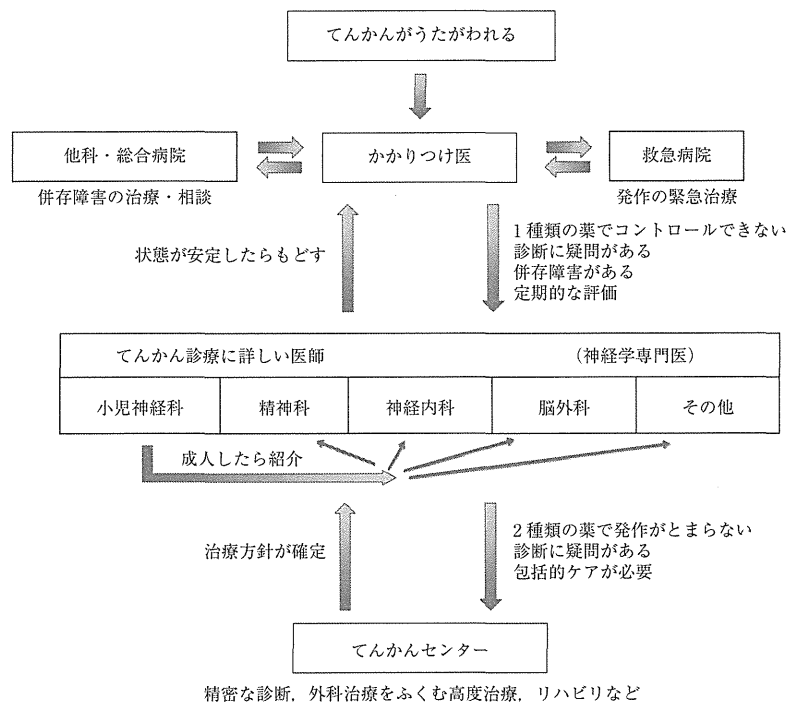 てんかんがうたがわれる
他科・総合病院
かかりつけ医
救急病院
併存障害の治療・相談
発作の緊急治療
状態が安定したらもどす
1種類の薬でコントロールできない
診断に疑問がある
併存障害がある
定期的な評価
てんかん診療に詳しい医師
（神経学専門医）
小児神経科
精神科
神経内科
脳外科
その他
成人したら紹介
治療方針が確定
2種類の薬で発作がとまらない
診断に疑問がある
包括的ケアが必要
てんかんセンター
精密な診断，外科治療をふくむ高度治療，リハビリなど